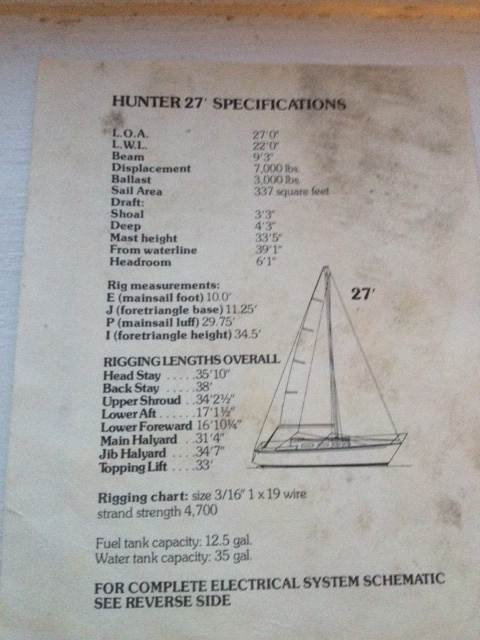 HUNTER 27' SPECIFICATIONS
L.O.A. 27'0"
L.W.L. 22'0"
Beam 9'3"
Displacement 7,000 lbs.
Ballast 3,000 lbs.
Sail Area 337 square feet
Draft:
Shoal 3'3"
Deep 4'3"
Mast height 33'5"
From waterline 39'1"
Headroom 6'1"
Rig measurements:
E (mainsail foot) 10.0'
J (foretriangle base) 11.25'
P (mainsail luff) 29.75'
I (foretriangle height) 34.5'
27'
RIGGING LENGTHS OVERALL
Head Stay . . . . .35'10"
Back Stay . . . . .38'
Upper Shroud . .34'2½"
Lower Aft . . . . . .17'1½"
Lower Foreward 16'10¾"
Main Halyard . .31'4"
Jib Halyard . . . .34'7"
Topping Lift . . . .33'
Rigging chart: size 3/16" 1 x 19 wire
strand strength 4,700
Fuel tank capacity: 12.5 gal.
Water tank capacity: 35 gal.
FOR COMPLETE ELECTRICAL SYSTEM SCHEMATIC
SEE REVERSE SIDE